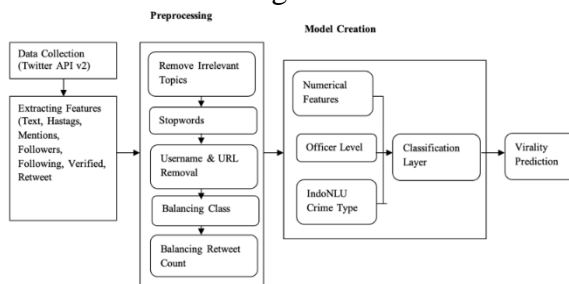 Preprocessing
Model Creation
Data Collection
(Twitter API v2)
Extracting Features
(Text, Hastags,
Mentions,
Followers,
Following, Verified,
Retweet
Remove Irrelevant
Topics
Stopwords
Username & URL
Removal
Balancing Class
Balancing Retweet
Count
Numerical
Features
Officer Level
IndoNLU
Crime Type
Classification
Layer
Virality
Prediction